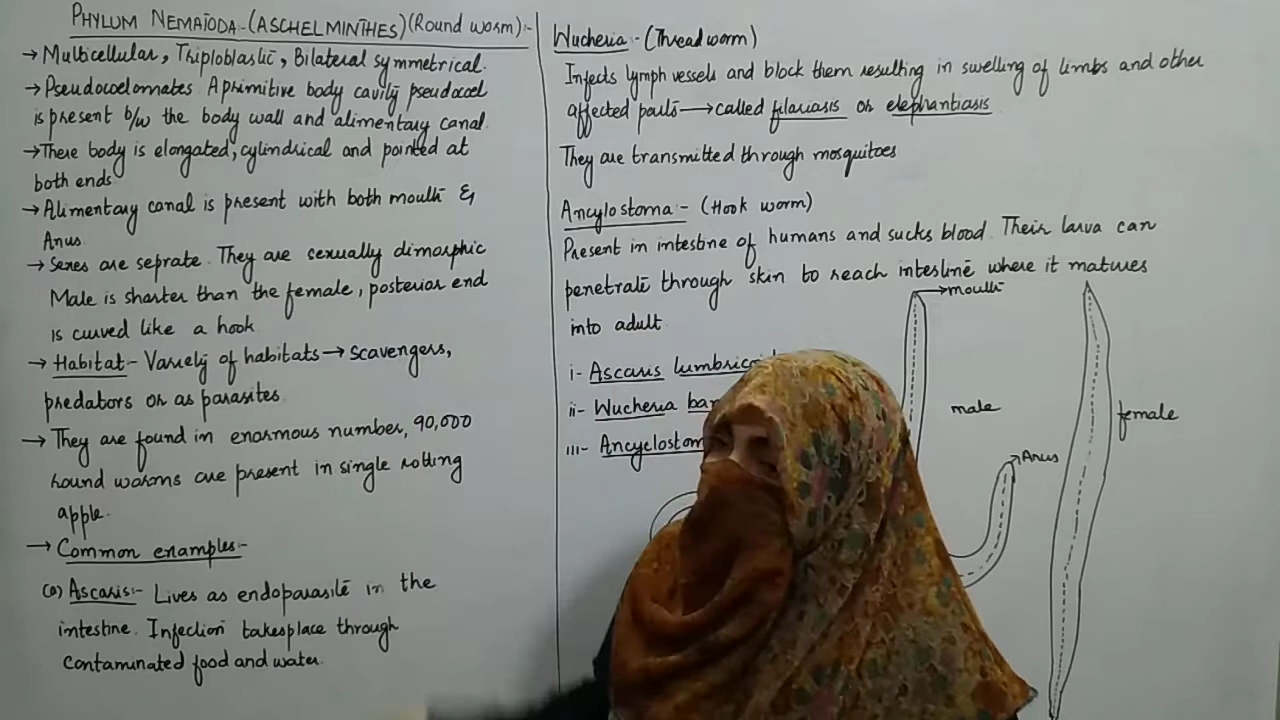 PHYLUM NEMATODA-(ASCHELMINTHES)(Round worm):-
→ Multicellular, Triploblastic, Bilateral symmetrical.
→ Pseudocoelomates. A primitive body cavity pseudocoel
is present b/w the body wall and alimentary canal.
→ There body is elongated, cylindrical and pointed at
both ends.
→ Alimentary canal is present with both mouth &
Anus.
→ Sexes are seprate. They are sexually dimorphic
Male is sharter than the female, posterior end
is curved like a hook
→ Habitat- Variety of habitats → scavengers,
predators or as parasites
→ They are found in enormous number, 90,000
round worms are present in single rotting
apple.
→ Common examples:-
(a) Ascaris:- Lives as endoparasite in the
intestine. Infection takesplace through
contaminated food and water.
Wucheria - (Thread worm)
Infects lymph vessels and block them resulting in swelling of limbs and other
affected parts → called filariasis or elephantiasis.
They are transmitted through mosquitoes
Ancylostoma - (Hook worm)
Present in intestine of humans and sucks blood. Their larva can
penetrate through skin to reach intestine where it matures
into adult.
i- Ascaris
ii- Wucheria
iii-
mouth
male
Anus
female